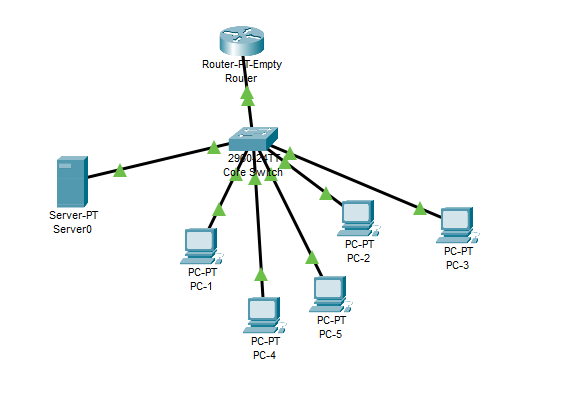 Router-PT-Empty
Router
2960-24TT
Core Switch
Server-PT
Server0
PC-PT
PC-1
PC-PT
PC-2
PC-PT
PC-3
PC-PT
PC-4
PC-PT
PC-5